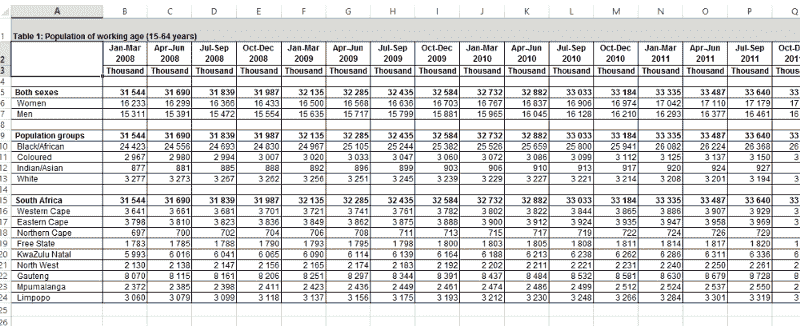 A B C D E F G H I J K L M N O P Q
1 Table 1: Population of working age (15-64 years)
Jan-Mar Apr-Jun Jul-Sep Oct-Dec Jan-Mar Apr-Jun Jul-Sep Oct-Dec Jan-Mar Apr-Jun Jul-Sep Oct-Dec Jan-Mar Apr-Jun Jul-Sep Oct-D
2 2008 2008 2008 2008 2009 2009 2009 2009 2010 2010 2010 2010 2011 2011 2011 201
3 Thousand Thousand Thousand Thousand Thousand Thousand Thousand Thousand Thousand Thousand Thousand Thousand Thousand Thousand Thousand Thou
4
5 Both sexes 31 544 31 690 31 839 31 987 32 135 32 285 32 435 32 584 32 732 32 882 33 033 33 184 33 335 33 487 33 640 33
6 Women 16 233 16 299 16 366 16 433 16 500 16 568 16 636 16 703 16 767 16 837 16 906 16 974 17 042 17 110 17 179 17
7 Men 15 311 15 391 15 472 15 554 15 635 15 717 15 799 15 881 15 965 16 045 16 128 16 210 16 293 16 377 16 461 16
8
9 Population groups 31 544 31 690 31 839 31 987 32 135 32 285 32 435 32 584 32 732 32 882 33 033 33 184 33 335 33 487 33 640 33
10 Black/African 24 423 24 556 24 693 24 830 24 967 25 105 25 244 25 382 25 526 25 659 25 800 25 941 26 082 26 224 26 368 26
11 Coloured 2 967 2 980 2 994 3 007 3 020 3 033 3 047 3 060 3 072 3 086 3 099 3 112 3 125 3 137 3 150 3
12 Indian/Asian 877 881 885 888 892 896 899 903 906 910 913 917 920 924 927
13 White 3 277 3 273 3 267 3 262 3 256 3 251 3 245 3 239 3 229 3 227 3 221 3 214 3 208 3 201 3 194 3
15 South Africa 31 544 31 690 31 839 31 987 32 135 32 285 32 435 32 584 32 732 32 882 33 033 33 184 33 335 33 487 33 640 33
16 Western Cape 3 641 3 661 3 681 3 701 3 721 3 741 3 761 3 782 3 802 3 822 3 844 3 865 3 886 3 907 3 929 3
17 Eastern Cape 3 798 3 810 3 823 3 836 3 849 3 862 3 875 3 888 3 900 3 912 3 924 3 935 3 947 3 958 3 969 3
18 Northern Cape 697 700 702 704 706 708 711 713 715 717 719 722 724 726 729
19 Free State 1 783 1 785 1 788 1 790 1 793 1 795 1 798 1 800 1 803 1 805 1 808 1 811 1 814 1 817 1 820 1
20 KwaZulu Natal 5 993 6 016 6 041 6 065 6 090 6 114 6 139 6 164 6 188 6 213 6 238 6 262 6 286 6 311 6 336 6
21 North West 2 130 2 138 2 147 2 156 2 165 2 174 2 183 2 192 2 202 2 211 2 221 2 231 2 240 2 250 2 261 2
22 Gauteng 8 070 8 115 8 161 8 206 8 251 8 297 8 344 8 391 8 437 8 484 8 532 8 581 8 630 8 679 8 728 8
23 Mpumalanga 2 372 2 385 2 398 2 411 2 423 2 436 2 449 2 461 2 474 2 486 2 499 2 512 2 524 2 537 2 550 2
24 Limpopo 3 060 3 079 3 099 3 118 3 137 3 156 3 175 3 193 3 212 3 230 3 248 3 266 3 284 3 301 3 319 3
25
26